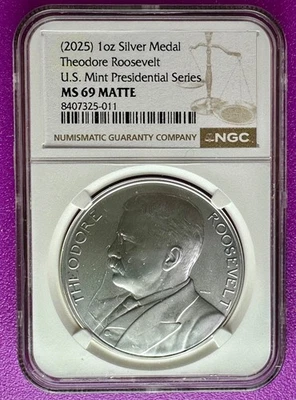 (2025) 1oz Silver Medal
Theodore Roosevelt
U.S. Mint Presidential Series
MS 69 MATTE
8407325-011
NUMISMATIC GUARANTY COMPANY
NGC
THEODORE
ROOSEVELT